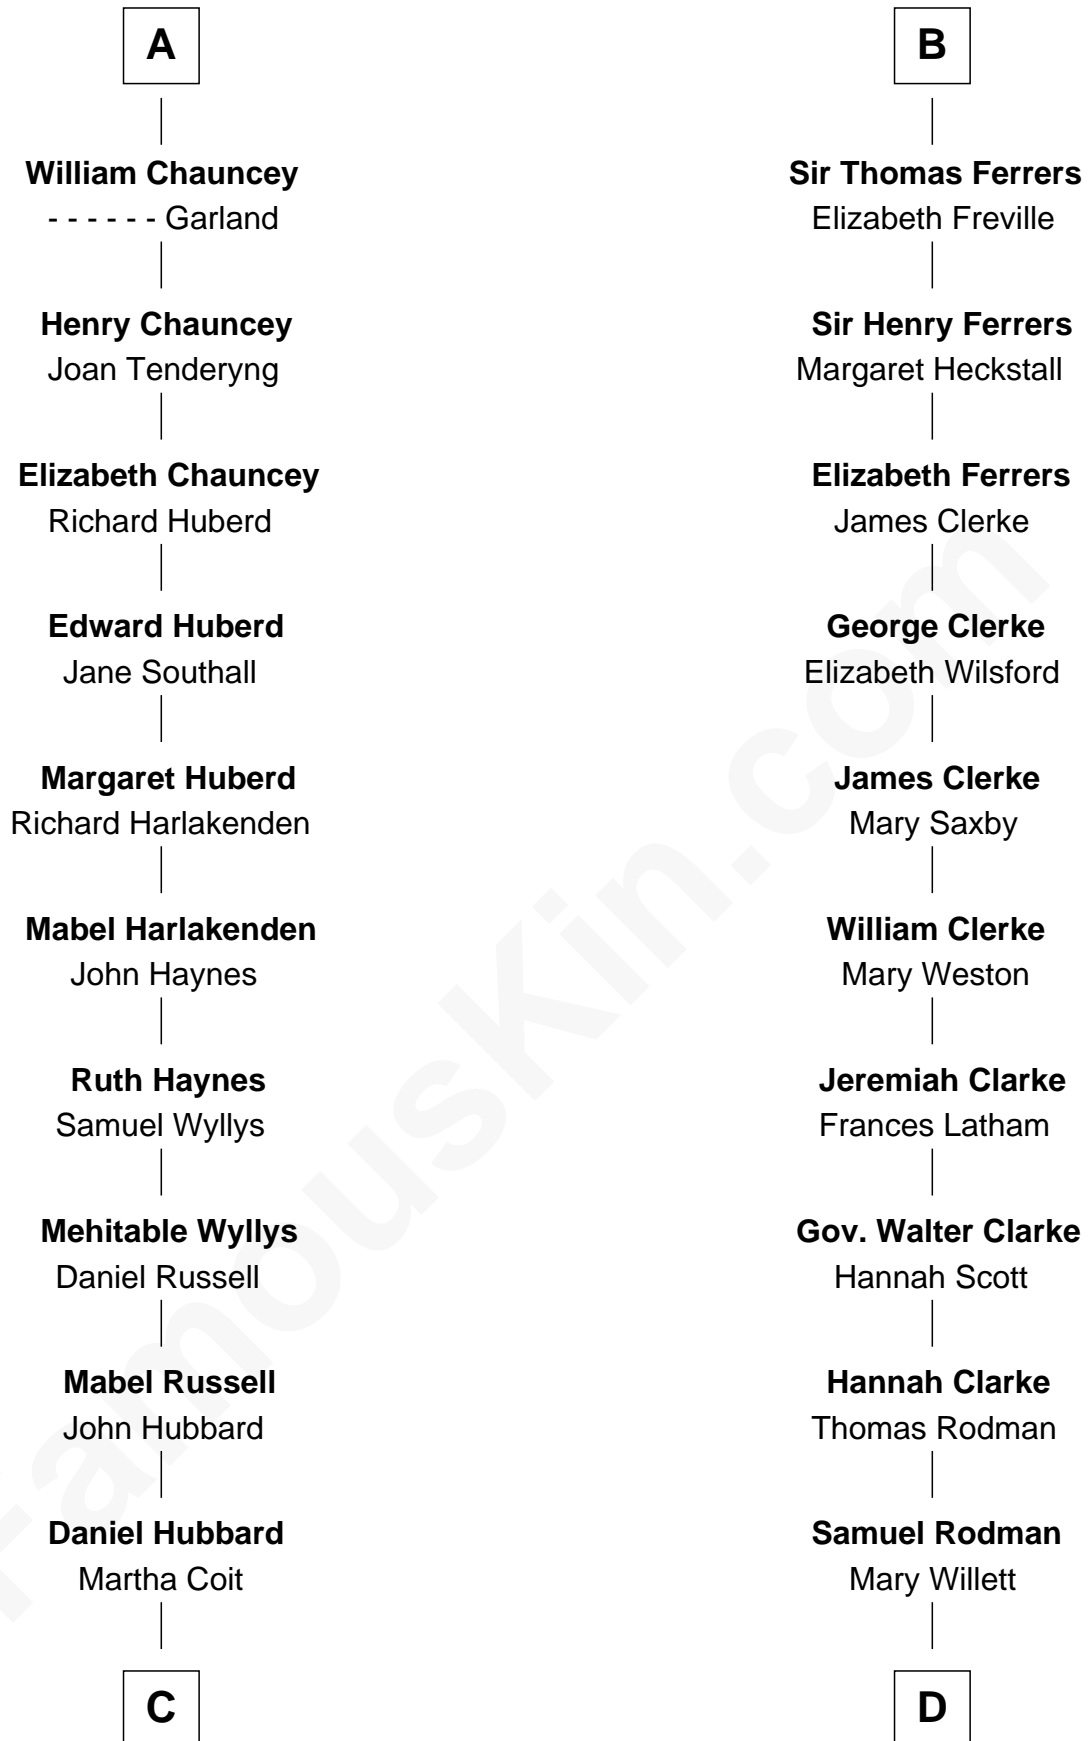 A
William Chauncey
- - - - - - Garland
Henry Chauncey
Joan Tenderyng
Elizabeth Chauncey
Richard Huberd
Edward Huberd
Jane Southall
Margaret Huberd
Richard Harlakenden
Mabel Harlakenden
John Haynes
Ruth Haynes
Samuel Wyllys
Mehitable Wyllys
Daniel Russell
Mabel Russell
John Hubbard
Daniel Hubbard
Martha Coit
C
B
Sir Thomas Ferrers
Elizabeth Freville
Sir Henry Ferrers
Margaret Heckstall
Elizabeth Ferrers
James Clerke
George Clerke
Elizabeth Wilsford
James Clerke
Mary Saxby
William Clerke
Mary Weston
Jeremiah Clarke
Frances Latham
Gov. Walter Clarke
Hannah Scott
Hannah Clarke
Thomas Rodman
Samuel Rodman
Mary Willett
D
FamousKin.com